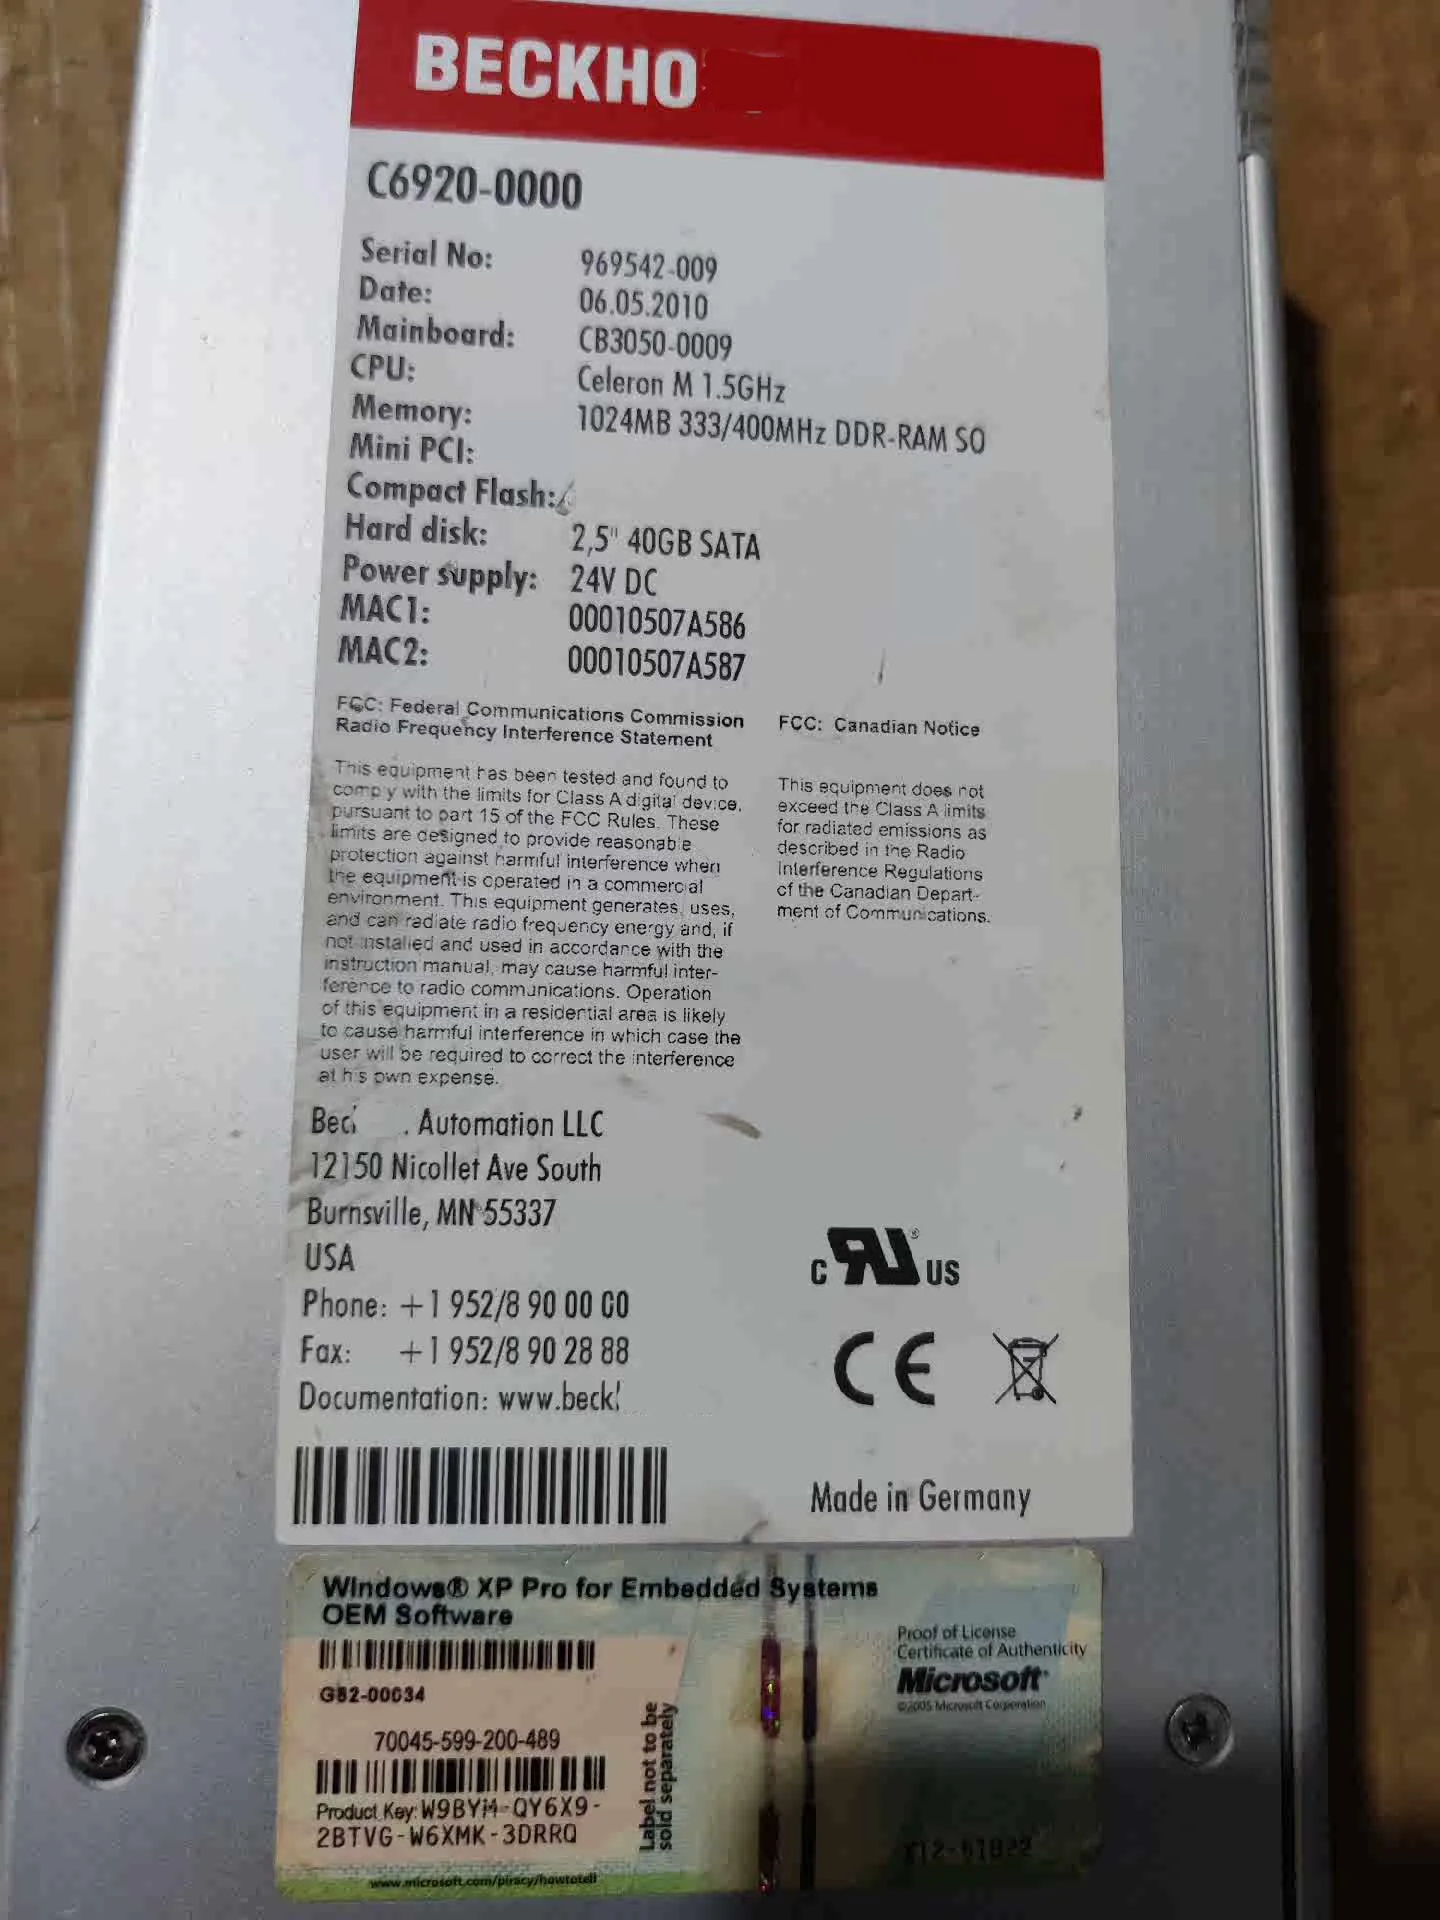 BECKHO
C6920-0000
Serial No: 969542-009
Date: 06.05.2010
Mainboard: CB3050-0009
CPU: Celeron M 1.5GHz
Memory: 1024MB 333/400MHz DDR-RAM SO
Mini PCI:
Compact Flash:
Hard disk: 2,5" 40GB SATA
Power supply: 24V DC
MAC1: 00010507A586
MAC2: 00010507A587
FCC: Federal Communications Commission
Radio Frequency Interference Statement
This equipment has been tested and found to
comply with the limits for Class A digital device,
pursuant to part 15 of the FCC Rules. These
limits are designed to provide reasonable
protection against harmful interference when
the equipment is operated in a commercial
environment. This equipment generates, uses,
and can radiate radio frequency energy and, if
not installed and used in accordance with the
instruction manual, may cause harmful inter-
ference to radio communications. Operation
of this equipment in a residential area is likely
to cause harmful interference in which case the
user will be required to correct the interference
at his own expense.
FCC: Canadian Notice
This equipment does not
exceed the Class A limits
for radiated emissions as
described in the Radio
Interference Regulations
of the Canadian Depart-
ment of Communications.
Bec Automation LLC
12150 Nicollet Ave South
Burnsville, MN 55337
USA
Phone: +1 952/8 90 00 00
Fax: +1 952/8 90 28 88
Documentation: www.beck
c RU ® US
CE
Made in Germany
Windows® XP Pro for Embedded Systems
OEM Software
G82-00034
70045-599-200-489
Product Key: W9BYM-QY6X9-
2BTVG-W6XMK-3DRRQ
www.microsoft.com/piracy/howtotell
Label not to be
sold separately
Proof of License
Certificate of Authenticity
Microsoft®
©2005 Microsoft Corporation